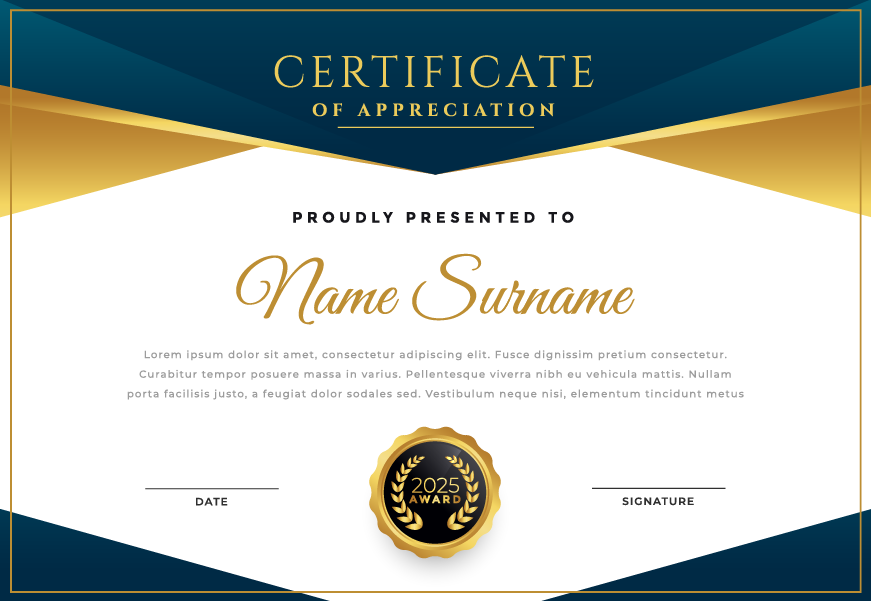 CERTIFICATE
OF APPRECIATION
PROUDLY PRESENTED TO
Name Surname
Lorem ipsum dolor sit amet, consectetur adipiscing elit. Fusce dignissim pretium consectetur.
Curabitur tempor posuere massa in varius. Pellentesque viverra nibh eu vehicula mattis. Nullam
porta facilisis justo, a feugiat dolor sodales sed. Vestibulum neque nisi, elementum tincidunt metus
2025
AWARD
DATE
SIGNATURE